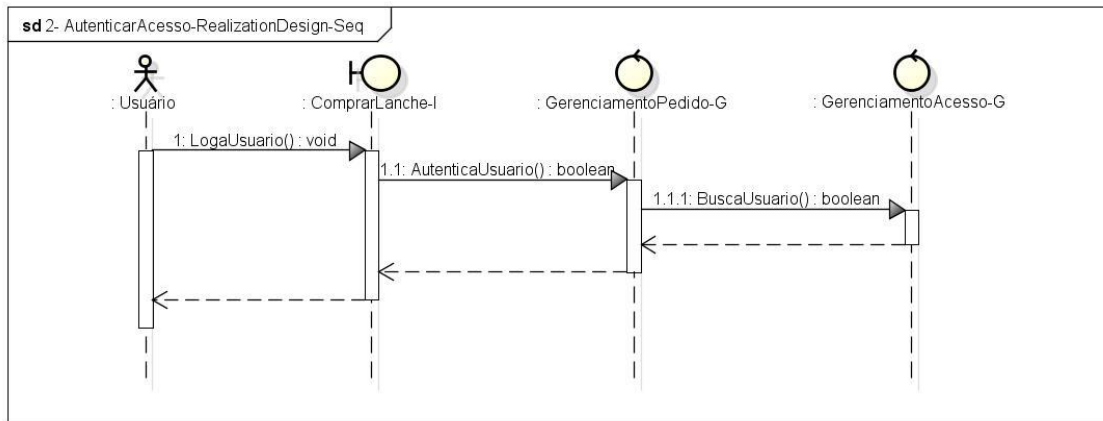 sd 2- AutenticarAcesso-RealizationDesign-Seq
: Usuário
: ComprarLanche-I
: GerenciamentoPedido-G
: GerenciamentoAcesso-G
1: LogaUsuario() : void
1.1: AutenticaUsuario() : boolean
1.1.1: BuscaUsuario() : boolean